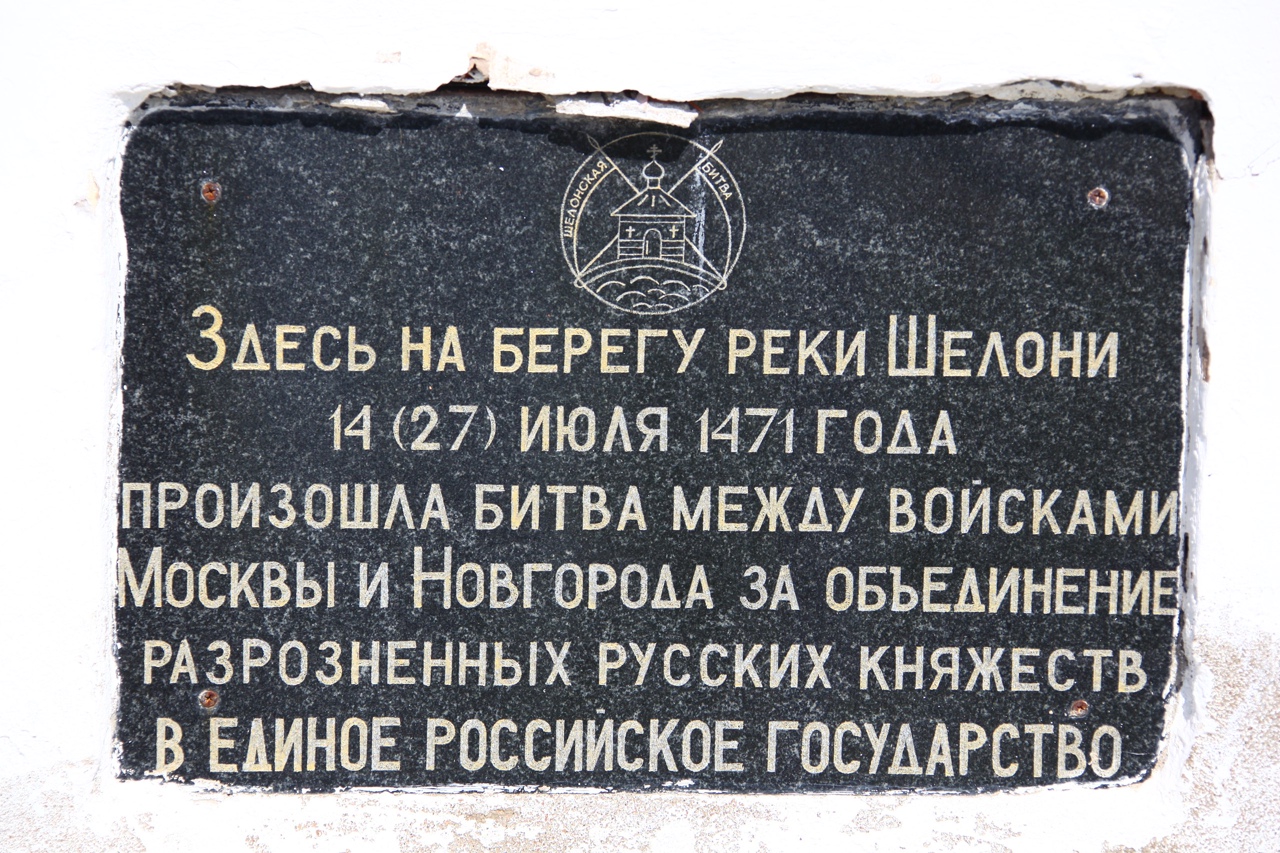 ШЕЛОНСКАЯ БИТВА
Здесь на берегу реки Шелони
14 (27) июля 1471 года
произошла битва между войсками
Москвы и Новгорода за объединение
разрозненных русских княжеств
в единое Российское государство